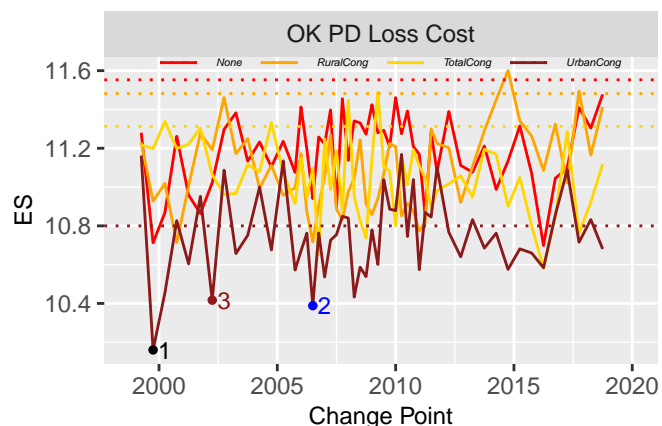 OK PD Loss Cost
None RuralCong TotalCong UrbanCong
11.6
11.2
10.8
10.4
ES
1
3
2
2000 2005 2010 2015 2020
Change Point